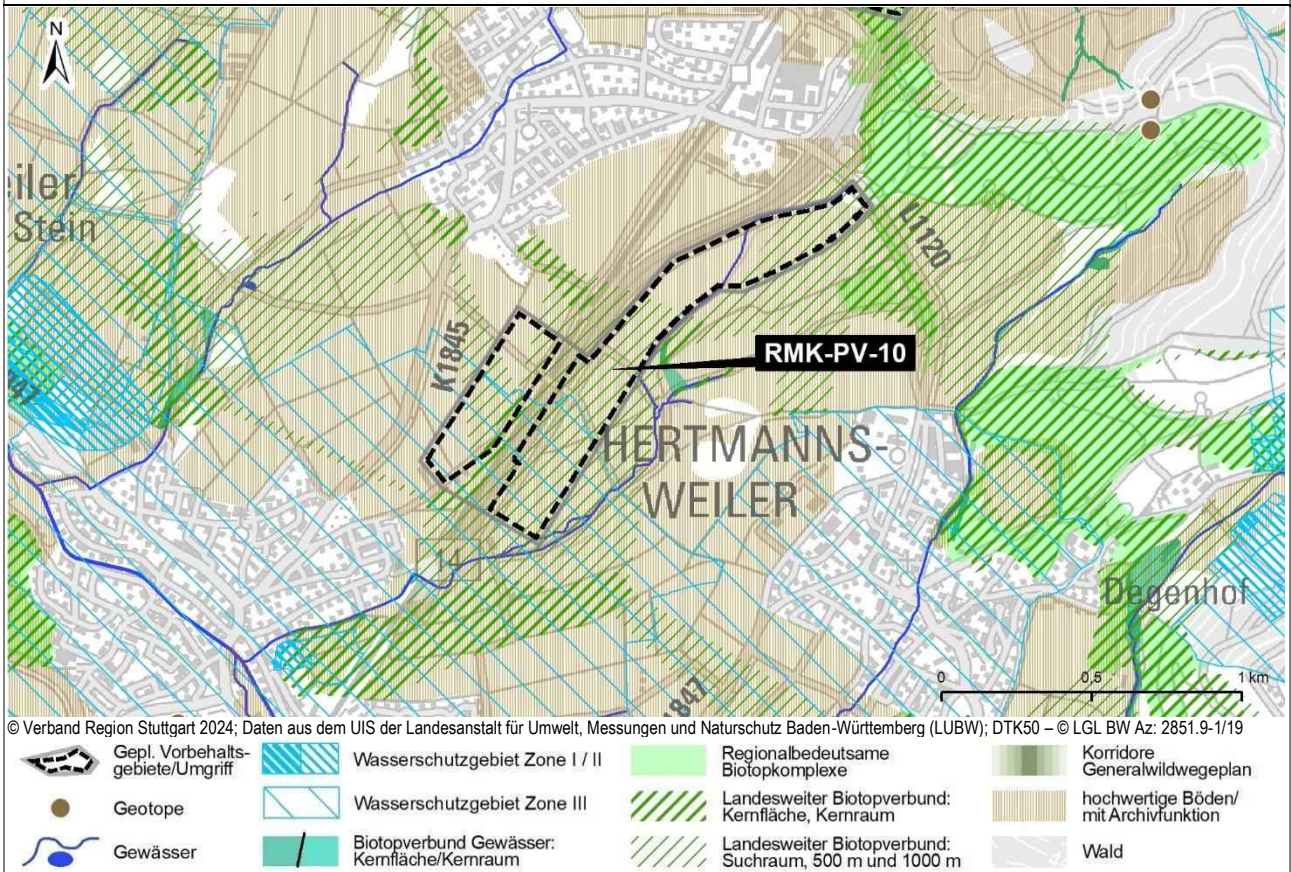 N
abühl
eiler
Stein
L1120
K1845
RMK-PV-10
HERTMANNS-
WEILER
14
Degenhof
1847
0
0,5
1 km
© Verband Region Stuttgart 2024; Daten aus dem UIS der Landesanstalt für Umwelt, Messungen und Naturschutz Baden-Württemberg (LUBW); DTK50 – © LGL BW Az: 2851.9-1/19
Gepl. Vorbehalts-
gebiete/Umgriff
Geotope
Gewässer
Wasserschutzgebiet Zone I / II
Wasserschutzgebiet Zone III
Biotopverbund Gewässer:
Kernfläche/Kernraum
Regionalbedeutsame
Biotopkomplexe
Landesweiter Biotopverbund:
Kernfläche, Kernraum
Landesweiter Biotopverbund:
Suchraum, 500 m und 1000 m
Korridore
Generalwildwegeplan
hochwertige Böden/
mit Archivfunktion
Wald